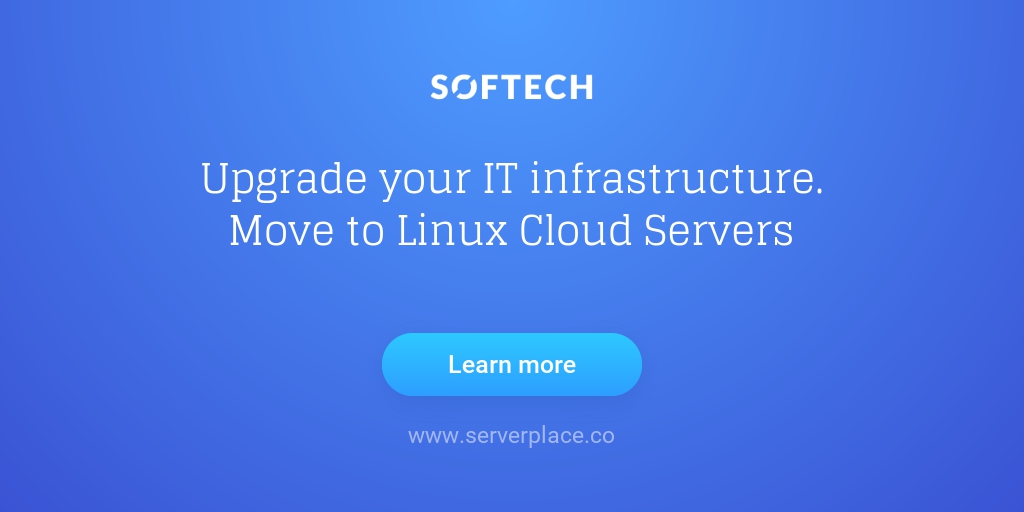 SOFTECH
Upgrade your IT infrastructure.
Move to Linux Cloud Servers
Learn more
www.serverplace.co